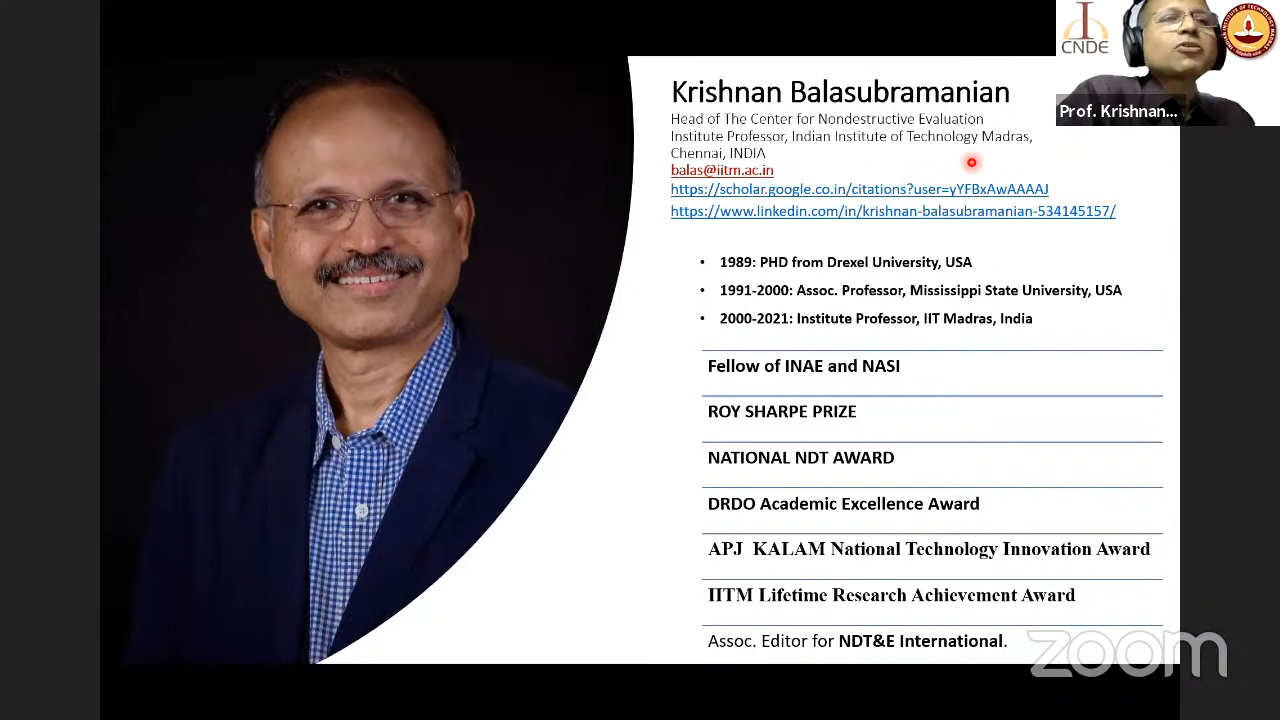 Krishnan Balasubramanian
Head of The Center for Nondestructive Evaluation
Institute Professor, Indian Institute of Technology Madras,
Chennai, INDIA
balas@iitm.ac.in
https://scholar.google.co.in/citations?user=yYFBxAwAAAAJ
https://www.linkedin.com/in/krishnan-balasubramanian-534145157/
• 1989: PHD from Drexel University, USA
• 1991-2000: Assoc. Professor, Mississippi State University, USA
• 2000-2021: Institute Professor, IIT Madras, India
Fellow of INAE and NASI
ROY SHARPE PRIZE
NATIONAL NDT AWARD
DRDO Academic Excellence Award
APJ KALAM National Technology Innovation Award
IITM Lifetime Research Achievement Award
Assoc. Editor for NDT&E International.
CNDE
Prof. Krishnan...
zoom